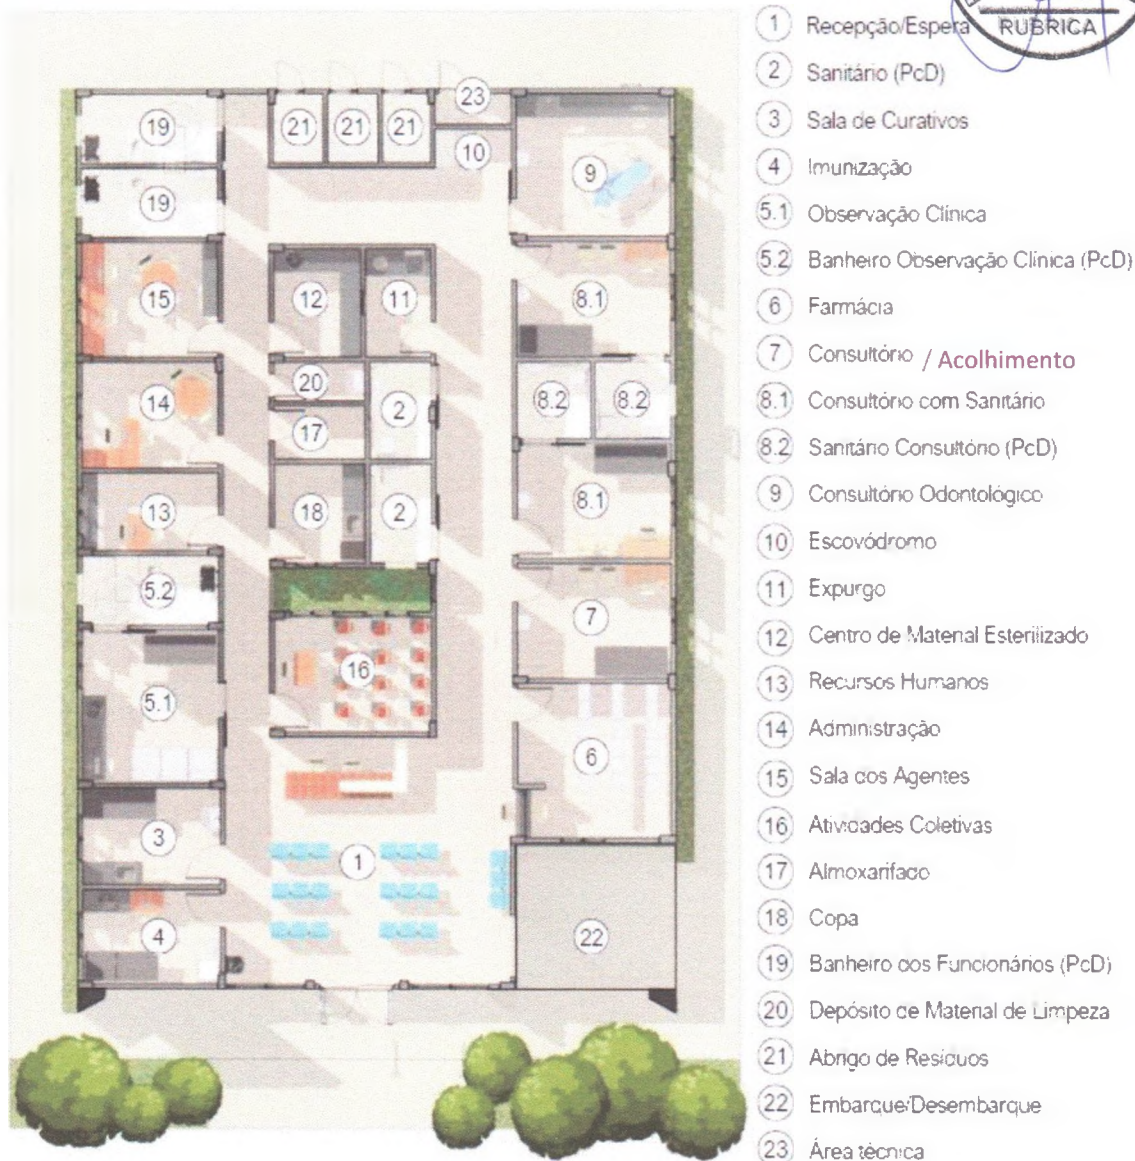 RUBRICA
1 Recepção/Espera
2 Sanitário (PcD)
3 Sala de Curativos
4 Imunização
5.1 Observação Clínica
5.2 Banheiro Observação Clínica (PcD)
6 Farmácia
7 Consultório / Acolhimento
8.1 Consultório com Sanitário
8.2 Sanitário Consultório (PcD)
9 Consultório Odontológico
10 Escovódromo
11 Expurgo
12 Centro de Material Esterilizado
13 Recursos Humanos
14 Administração
15 Sala dos Agentes
16 Atividades Coletivas
17 Almoxarifado
18 Copa
19 Banheiro dos Funcionários (PcD)
20 Depósito de Material de Limpeza
21 Abrigo de Resíduos
22 Embarque/Desembarque
23 Área técnica
23
19 21 21 21
10
19 9
15 12 11 8.1
20
14 2 8.2 8.2
17
13 18 2 8.1
5.2
7
16
5.1
6
3
1
4 22